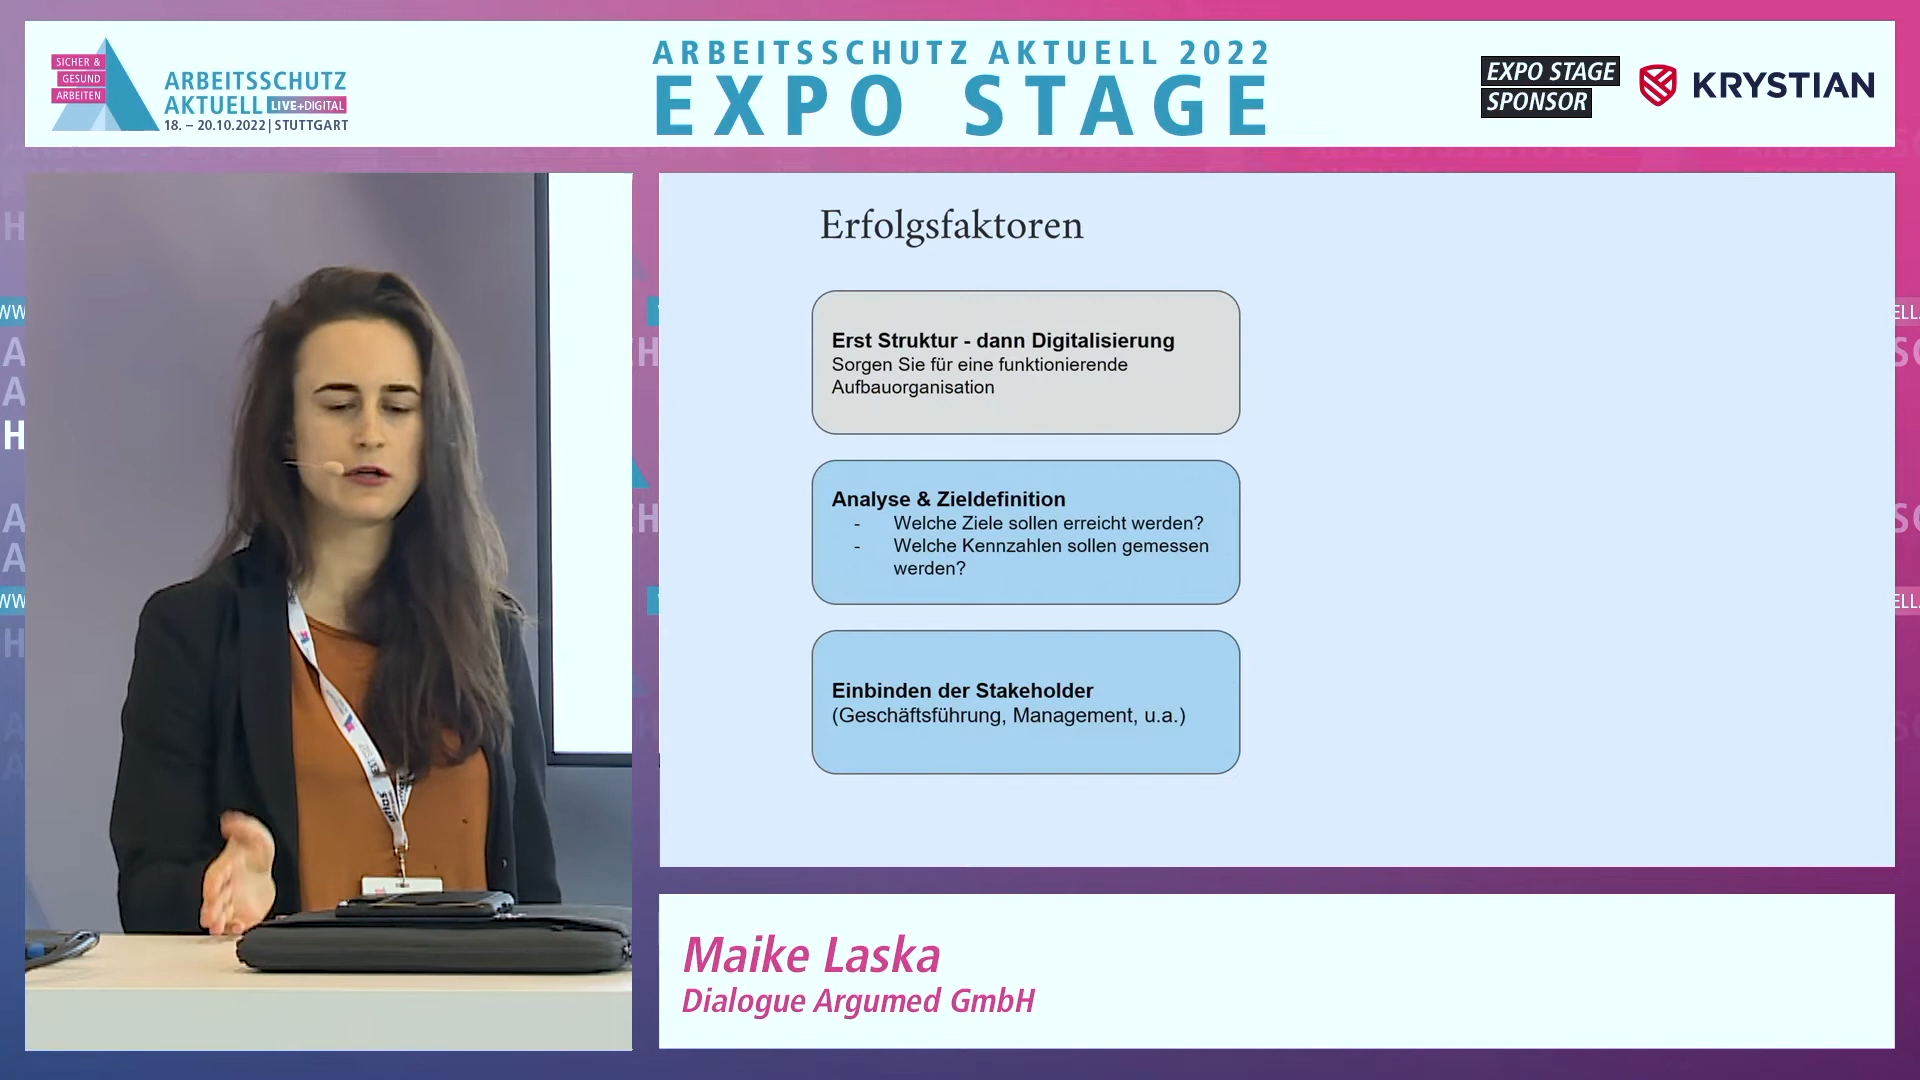 SICHER &
GESUND
ARBEITEN
ARBEITSSCHUTZ
AKTUELL LIVE+DIGITAL
18. – 20.10.2022 | STUTTGART
ARBEITSSCHUTZ AKTUELL 2022
EXPO STAGE
EXPO STAGE
SPONSOR
KRYSTIAN
Erfolgsfaktoren
Erst Struktur - dann Digitalisierung
Sorgen Sie für eine funktionierende
Aufbauorganisation
Analyse & Zieldefinition
- Welche Ziele sollen erreicht werden?
- Welche Kennzahlen sollen gemessen
werden?
Einbinden der Stakeholder
(Geschäftsführung, Management, u.a.)
Maike Laska
Dialogue Argumed GmbH